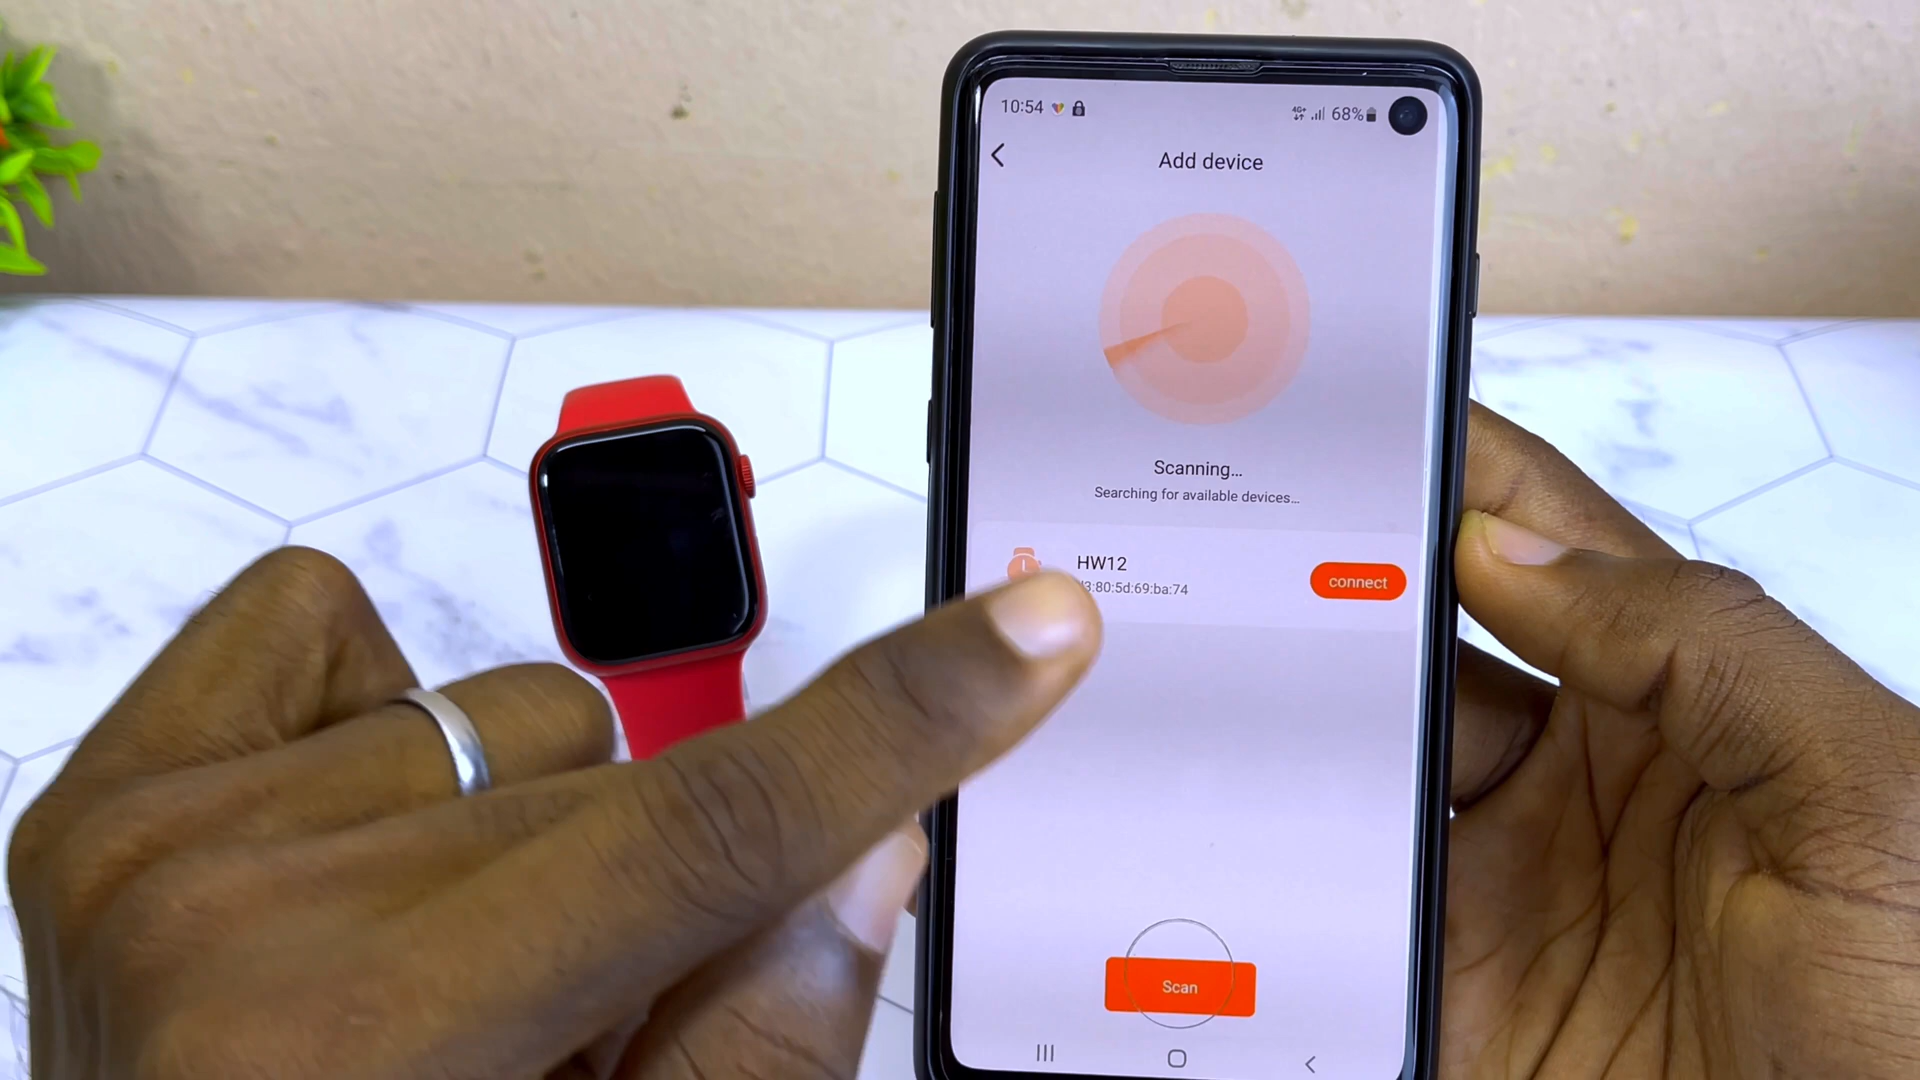 10:54
4G+ 68%
Add device
Scanning...
Searching for available devices...
HW12
3:80:5d:69:ba:74
connect
Scan